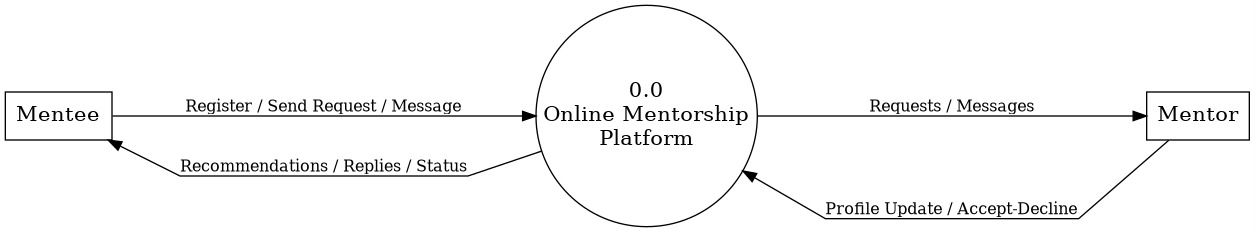 Mentee
Register / Send Request / Message
Recommendations / Replies / Status
0.0
Online Mentorship
Platform
Requests / Messages
Profile Update / Accept-Decline
Mentor